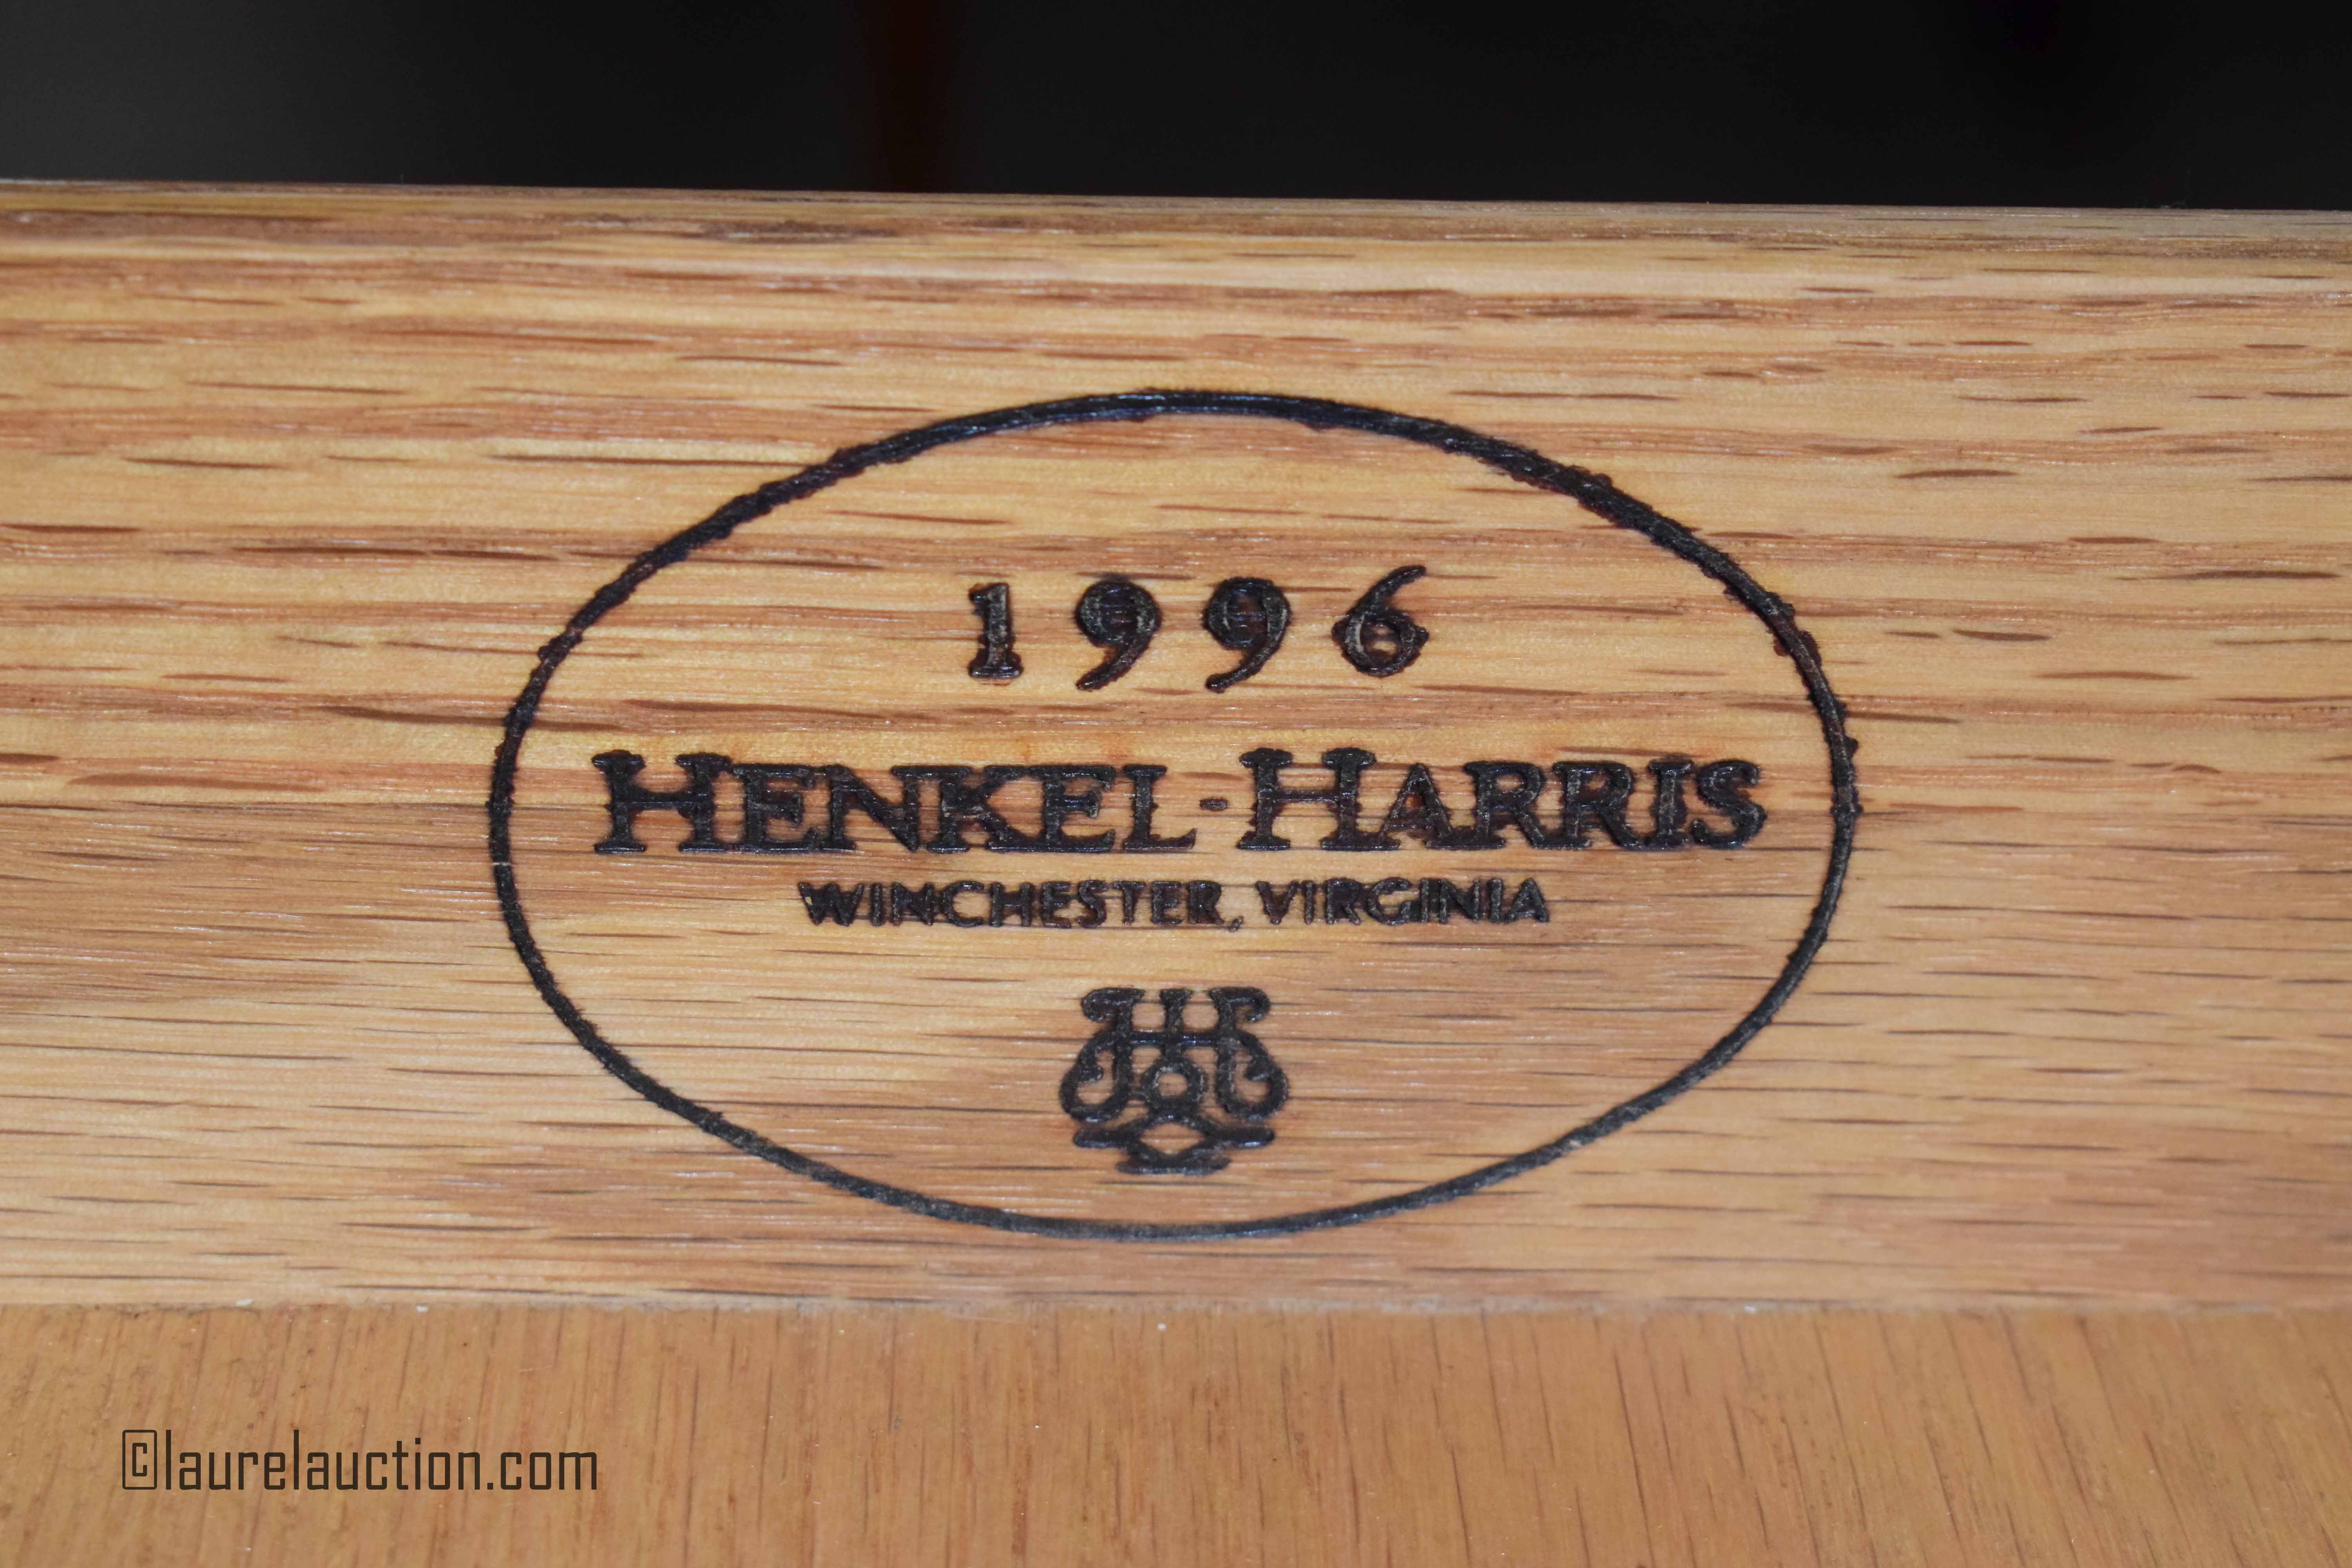 1996
HENKEL-HARRIS
WINCHESTER, VIRGINIA
©laurelauction.com